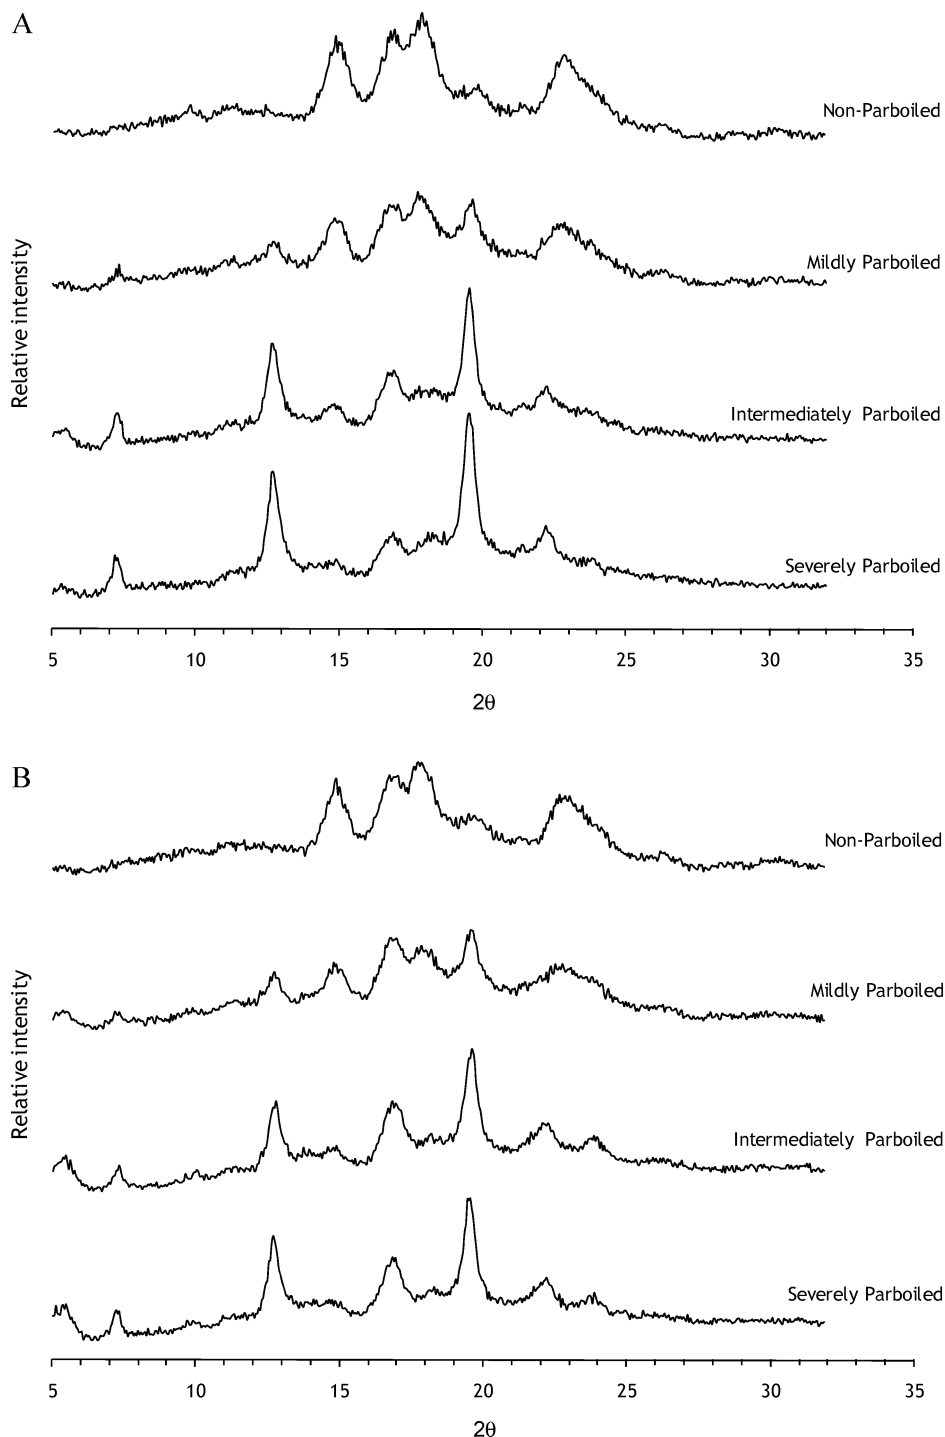 A
Non-Parboiled
Mildly Parboiled
Relative intensity
Intermediately Parboiled
Severely Parboiled
5 10 15 20 25 30 35
2θ
B
Non-Parboiled
Mildly Parboiled
Relative intensity
Intermediately Parboiled
Severely Parboiled
5 10 15 20 25 30 35
2θ